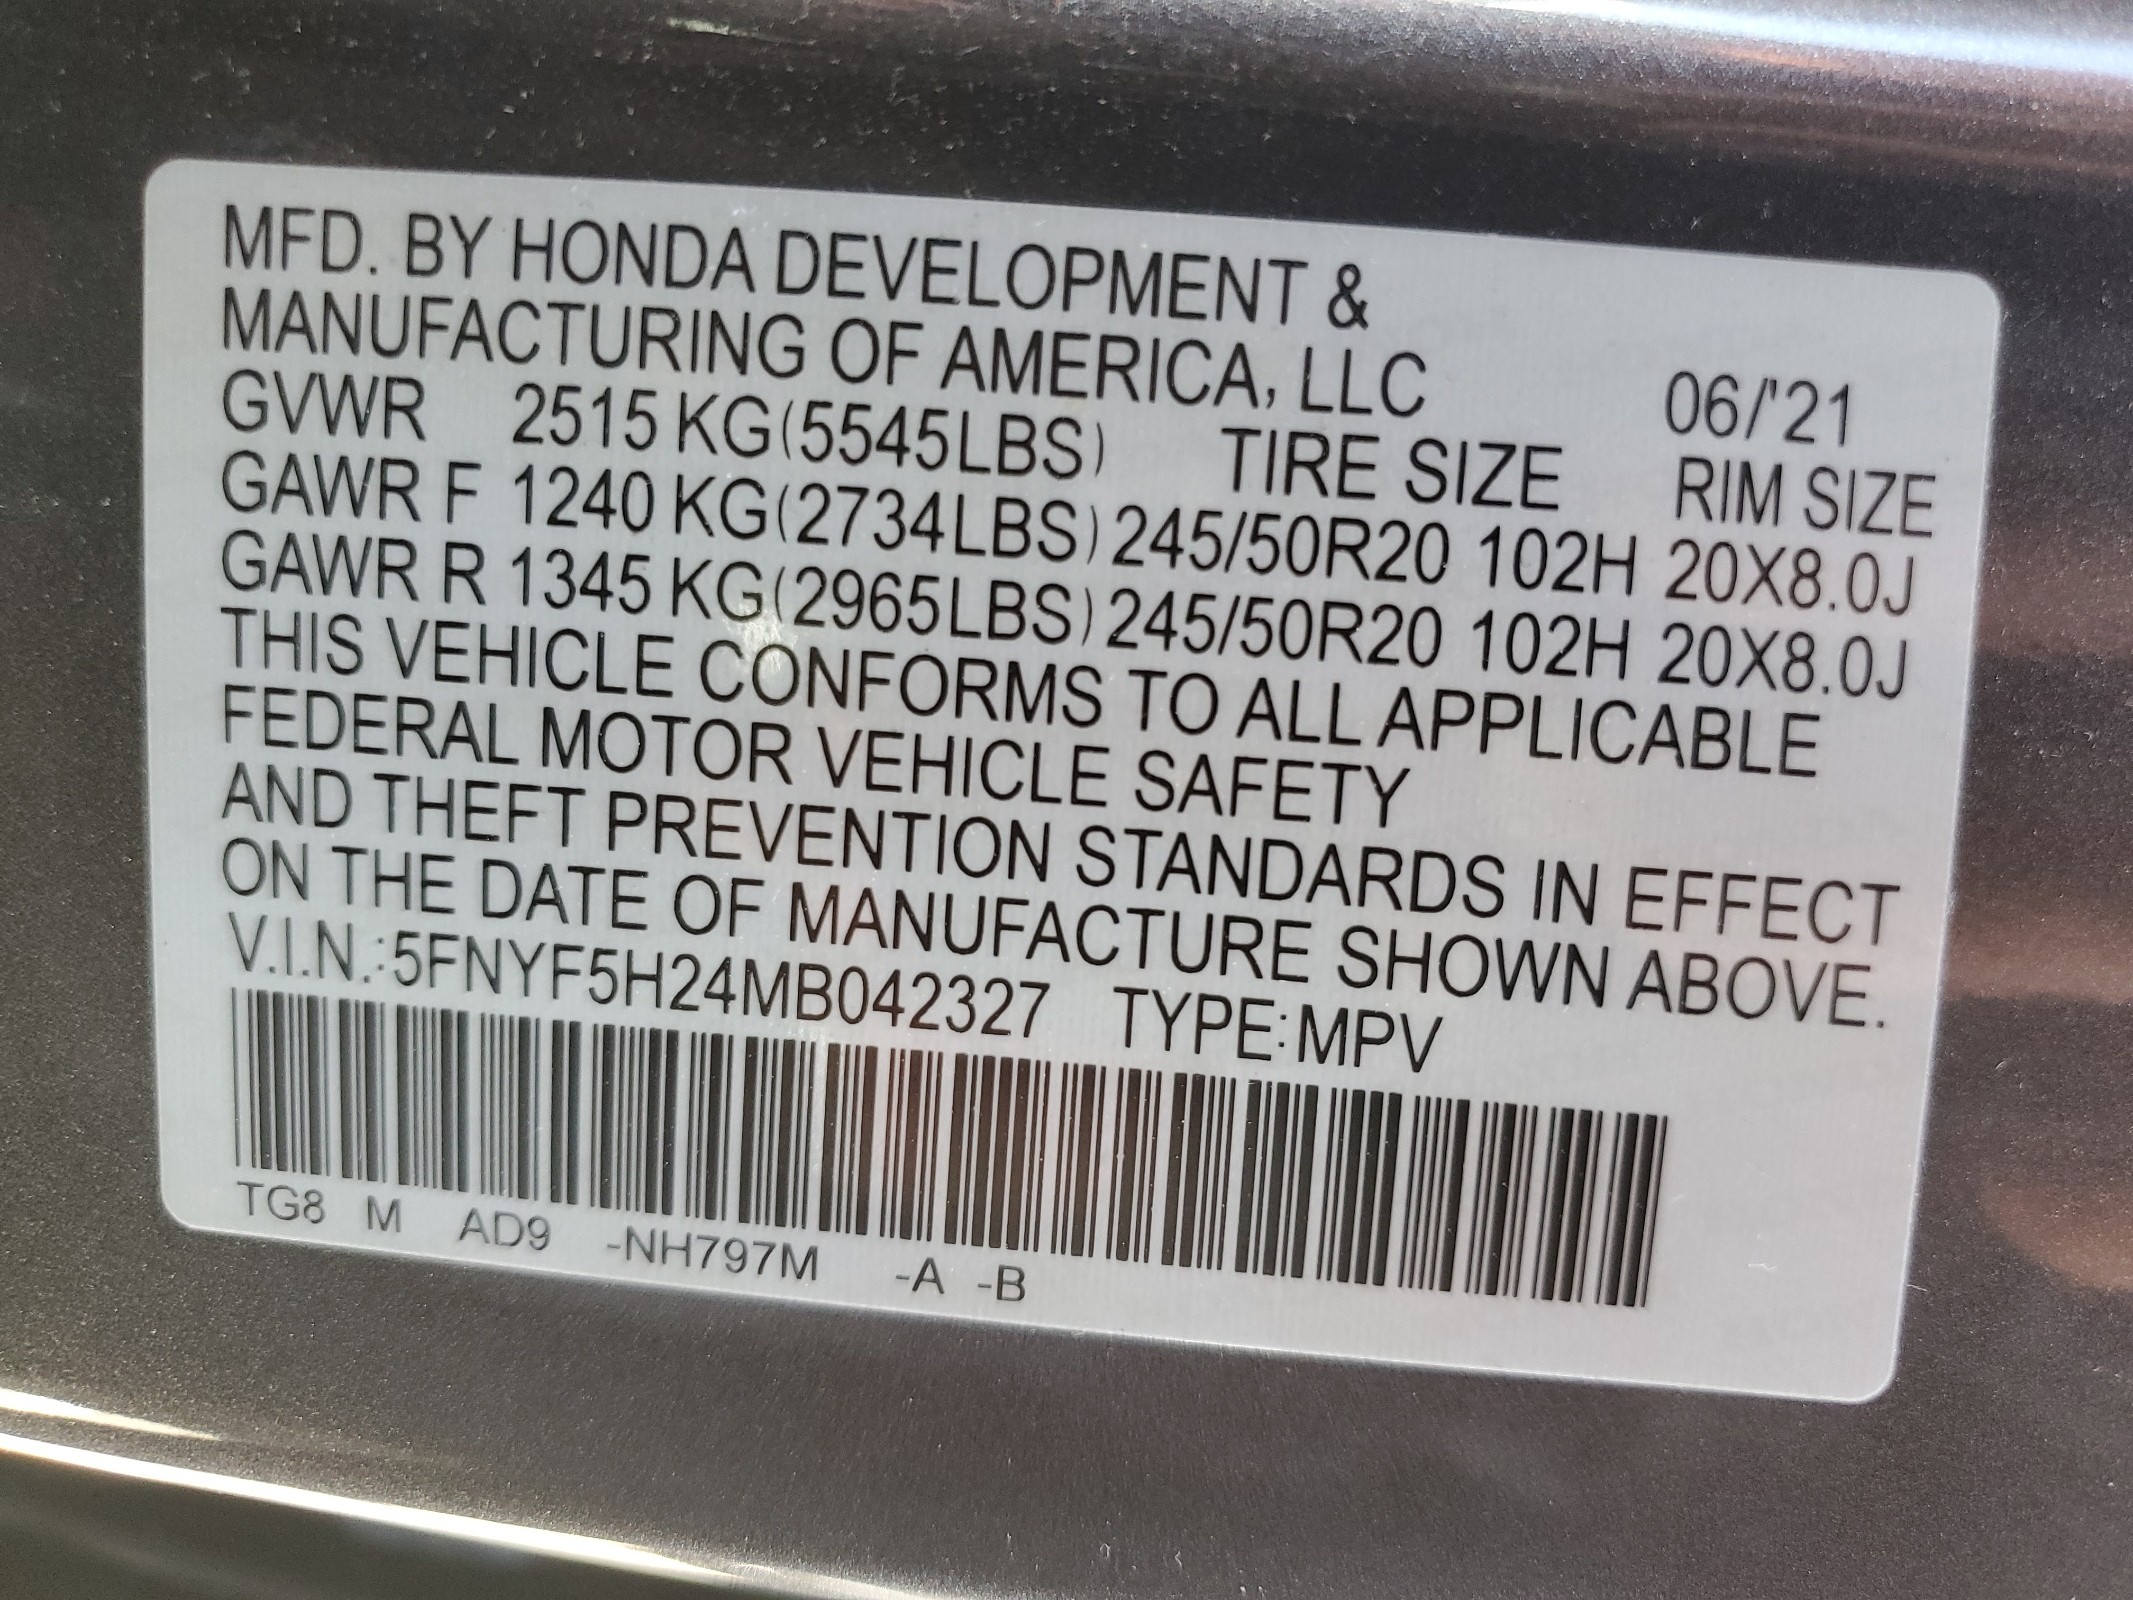 MFD. BY HONDA DEVELOPMENT &
MANUFACTURING OF AMERICA, LLC 06/'21
GVWR 2515 KG(5545LBS) TIRE SIZE RIM SIZE
GAWR F 1240 KG(2734LBS) 245/50R20 102H 20X8.0J
GAWR R 1345 KG(2965LBS) 245/50R20 102H 20X8.0J
THIS VEHICLE CONFORMS TO ALL APPLICABLE
FEDERAL MOTOR VEHICLE SAFETY
AND THEFT PREVENTION STANDARDS IN EFFECT
ON THE DATE OF MANUFACTURE SHOWN ABOVE.
V.I.N.:5FNYF5H24MB042327 TYPE:MPV
TG8 M AD9 -NH797M -A -B